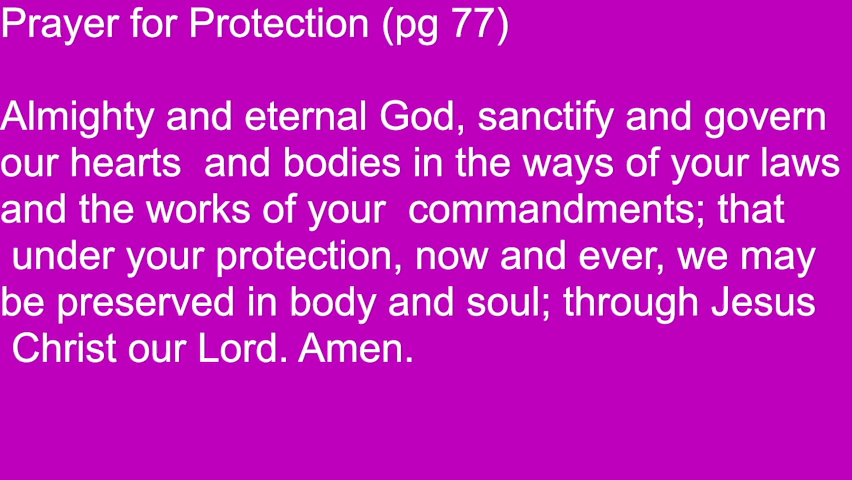 Prayer for Protection (pg 77)
Almighty and eternal God, sanctify and govern
our hearts  and bodies in the ways of your laws
and the works of your  commandments; that
under your protection, now and ever, we may
be preserved in body and soul; through Jesus
Christ our Lord. Amen.